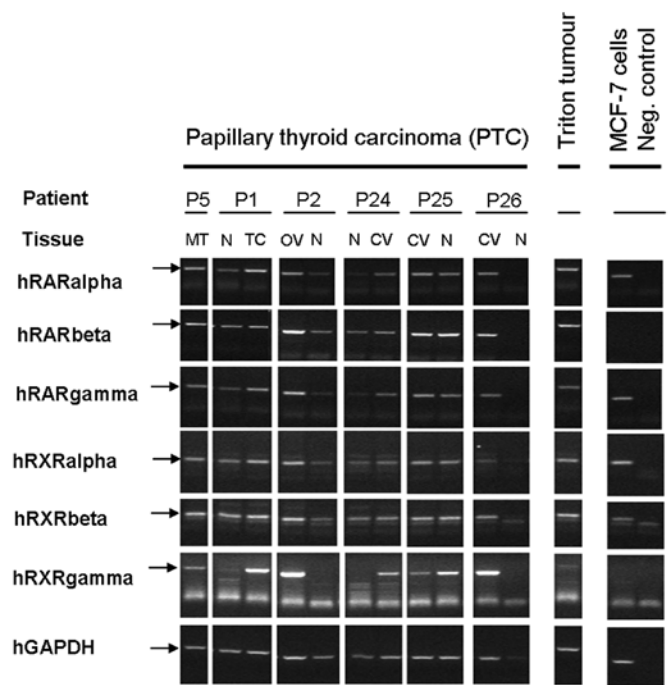 Triton tumour
MCF-7 cells
Neg. control
Papillary thyroid carcinoma (PTC)
Patient P5 P1 P2 P24 P25 P26
Tissue MT N TC OV N N CV CV N CV N
hRARalpha
hRARbeta
hRARgamma
hRXRalpha
hRXRbeta
hRXRgamma
hGAPDH